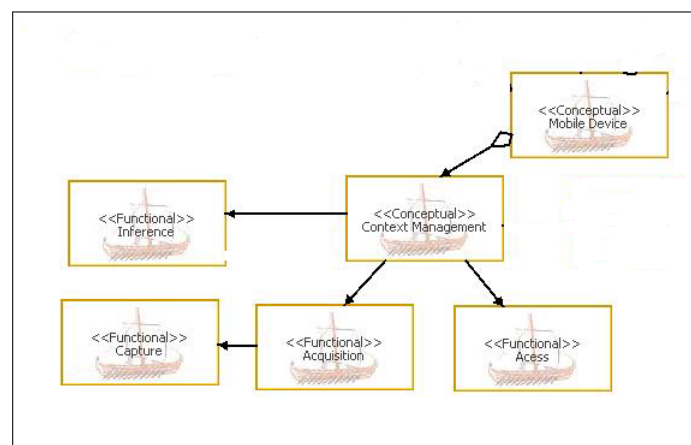 <<Conceptual>>
Mobile Device
<<Functional>>
Inference
<<Conceptual>>
Context Management
<<Functional>>
Capture
<<Functional>>
Acquisition
<<Functional>>
Acess